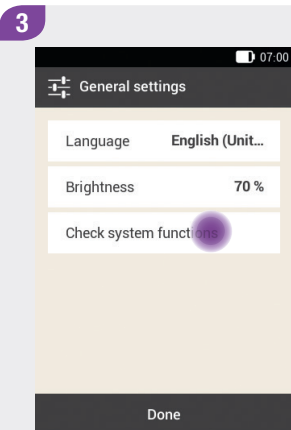 3
07:00
General settings
Language English (Unit...
Brightness 70 %
Check system functions
Done